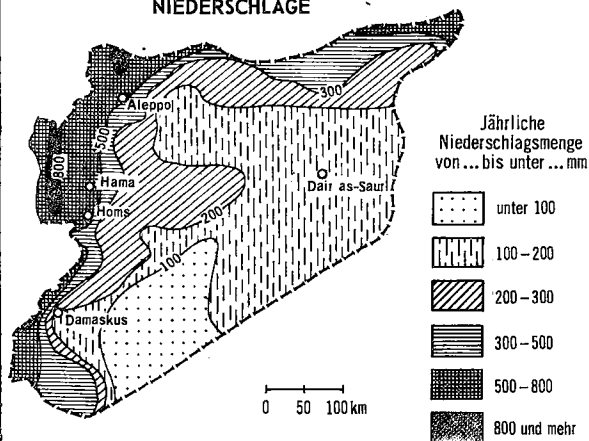 NIEDERSCHLÄGE
300
Aleppo
500
800
Hama
Homs
Dair as-Saur
200
100
Damaskus
0 50 100 km
Jährliche
Niederschlagsmenge
von ... bis unter ... mm
unter 100
100 – 200
200 – 300
300 – 500
500 – 800
800 und mehr